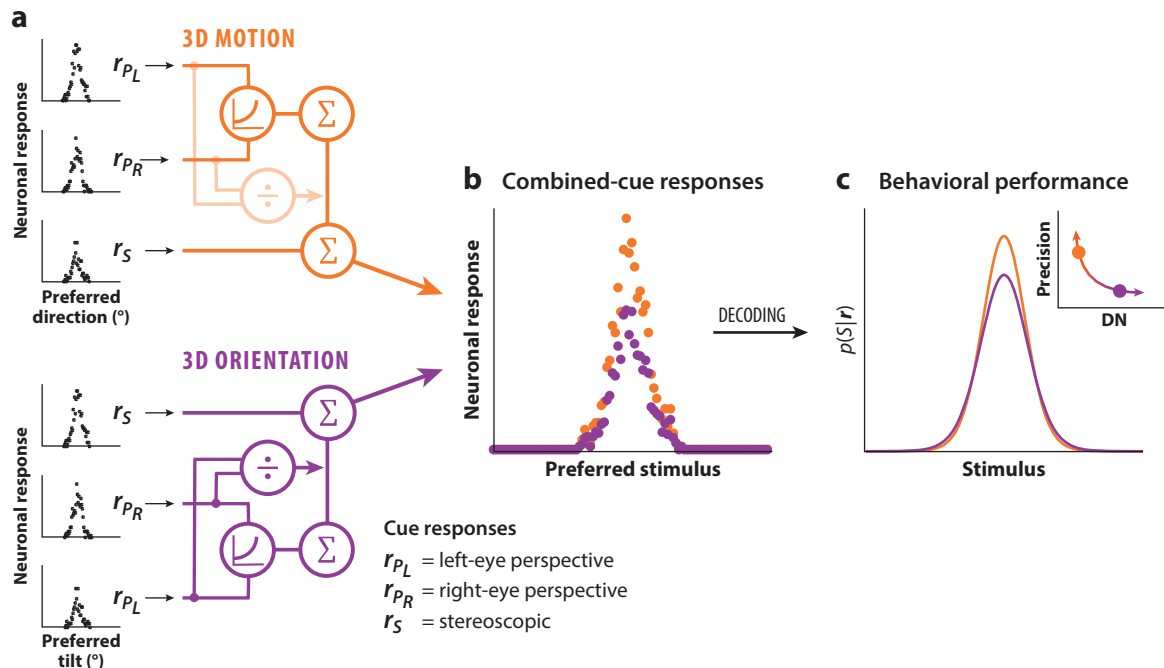 a
3D MOTION
Neuronal response
r_{P_L}
r_{P_R}
r_S
Σ
÷
Σ
Preferred
direction (°)
3D ORIENTATION
Neuronal response
r_S
r_{P_R}
r_{P_L}
Σ
÷
Σ
Preferred
tilt (°)
Cue responses
r_{P_L} = left-eye perspective
r_{P_R} = right-eye perspective
r_S = stereoscopic
b Combined-cue responses
Neuronal response
Preferred stimulus
DECODING
c Behavioral performance
p(S|r)
Stimulus
Precision
DN